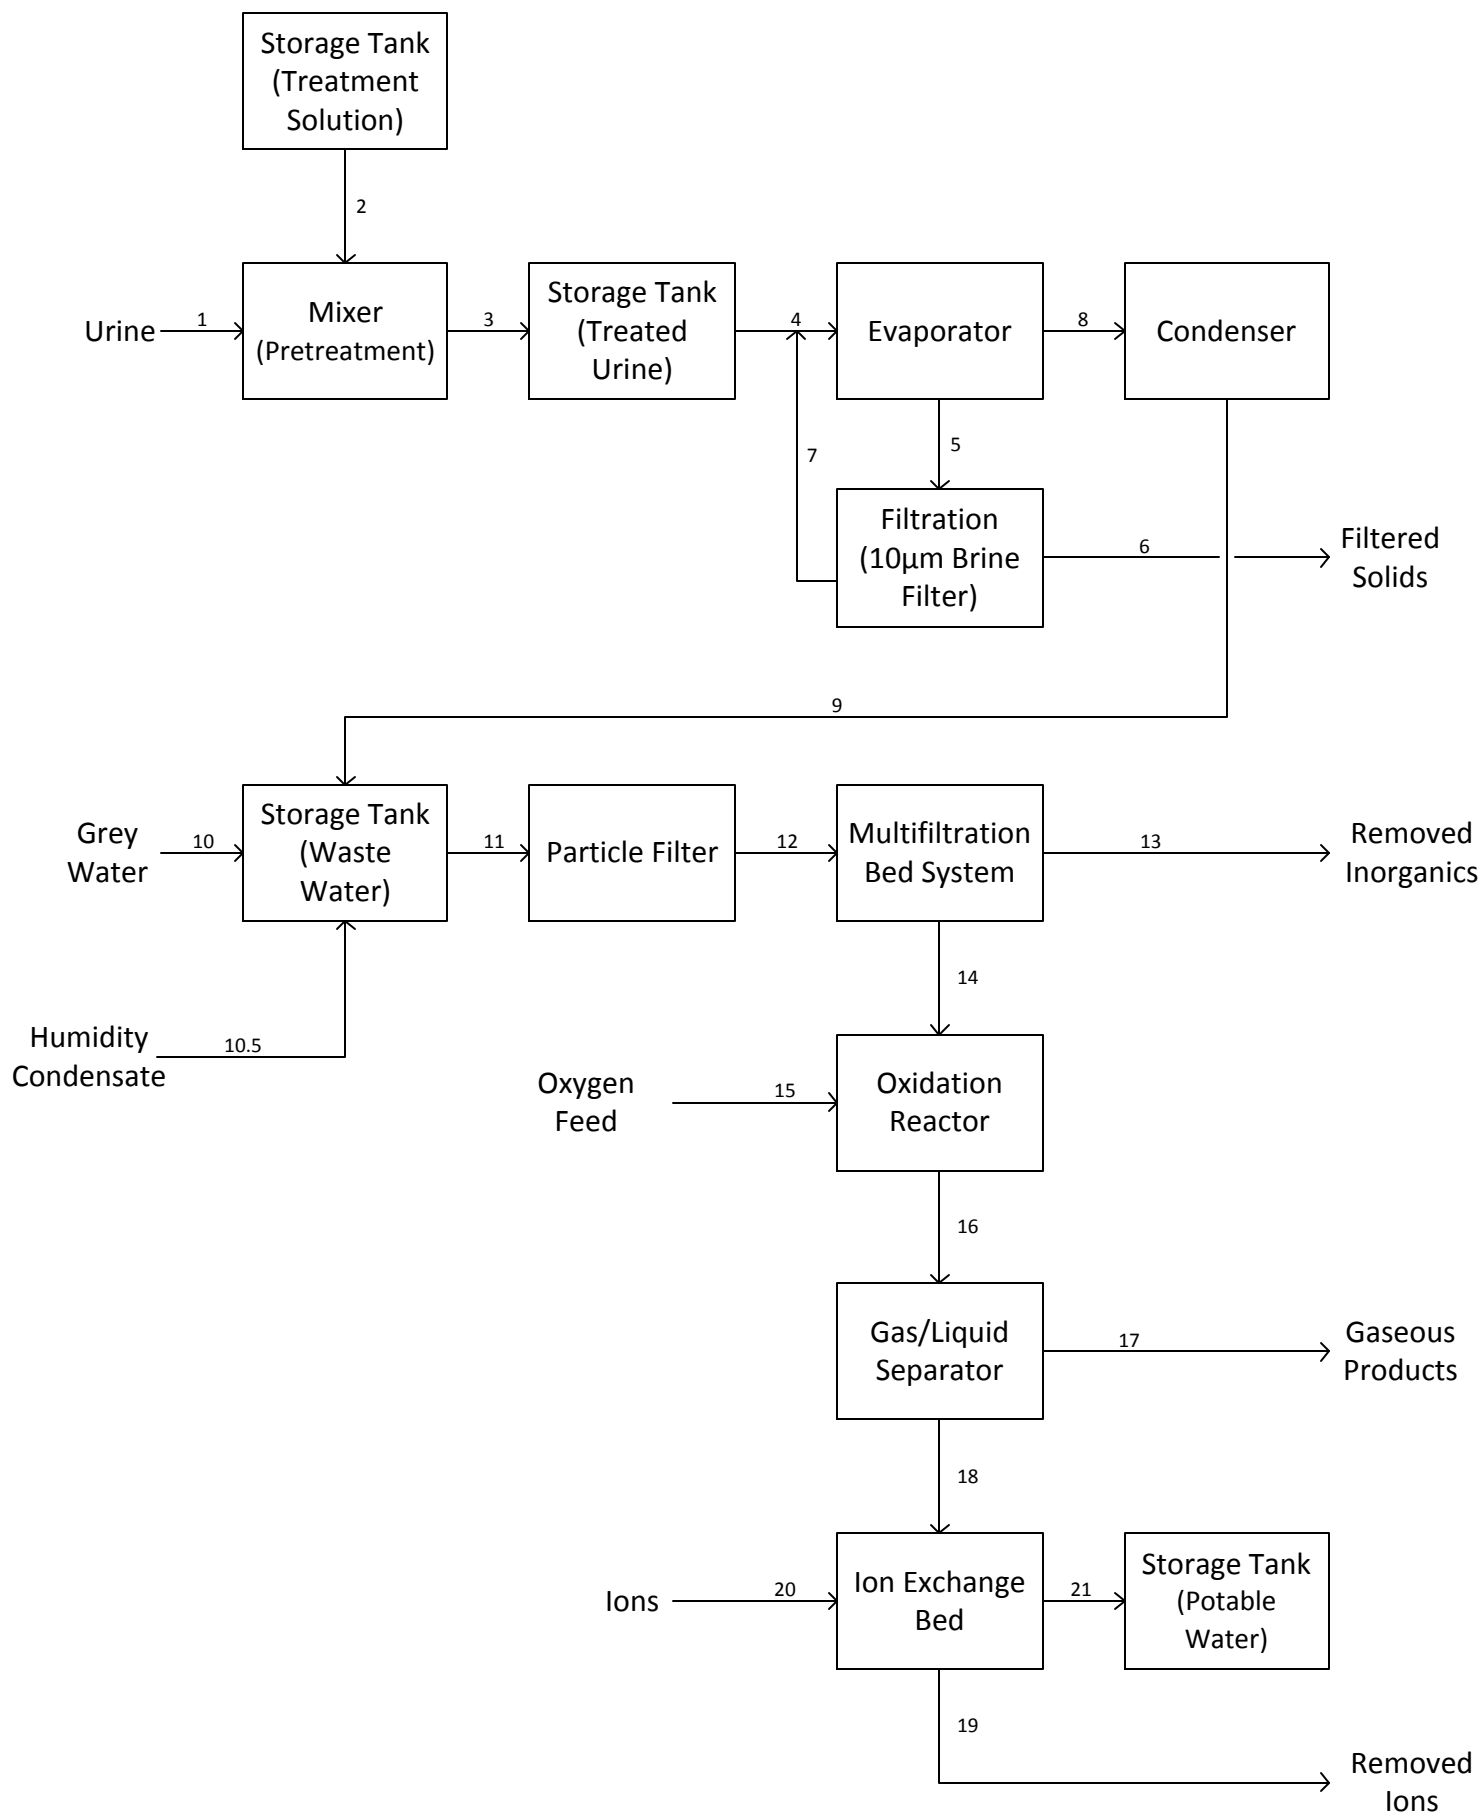 Storage Tank
(Treatment
Solution)
2
Urine
1
Mixer
(Pretreatment)
3
Storage Tank
(Treated
Urine)
4
Evaporator
8
Condenser
7
5
Filtration
(10µm Brine
Filter)
6
Filtered
Solids
9
Grey
Water
10
Storage Tank
(Waste
Water)
11
Particle Filter
12
Multifiltration
Bed System
13
Removed
Inorganics
14
Humidity
Condensate
10.5
Oxygen
Feed
15
Oxidation
Reactor
16
Gas/Liquid
Separator
17
Gaseous
Products
18
Ions
20
Ion Exchange
Bed
21
Storage Tank
(Potable
Water)
19
Removed
Ions